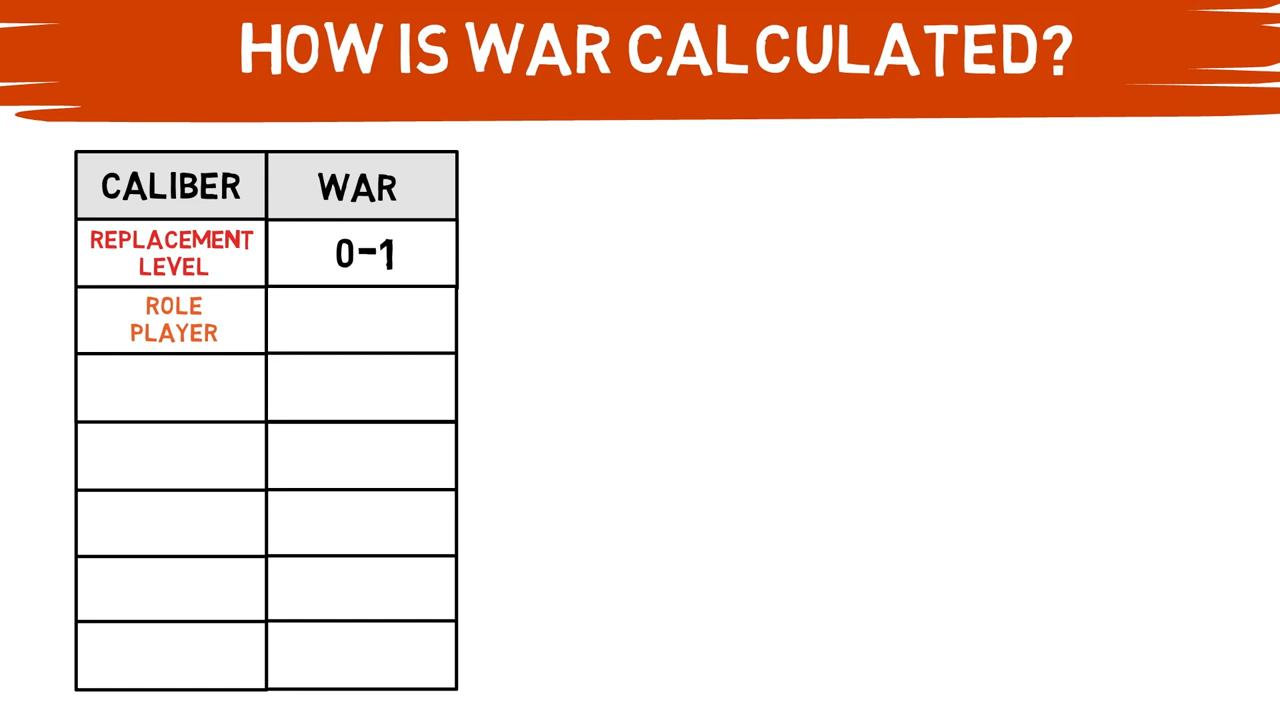 HOW IS WAR CALCULATED?
CALIBER WAR
REPLACEMENT
LEVEL
0-1
ROLE
PLAYER